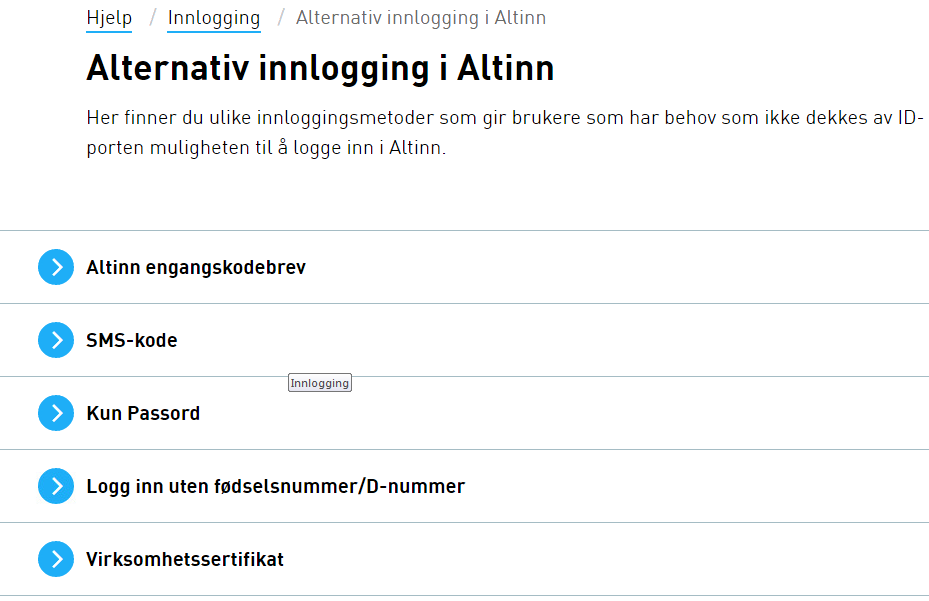 Hjelp / Innlogging / Alternativ innlogging i Altinn
Alternativ innlogging i Altinn
Her finner du ulike innloggingsmetoder som gir brukere som har behov som ikke dekkes av ID-
porten muligheten til å logge inn i Altinn.
Altinn engangskodebrev
SMS-kode
Innlogging
Kun Passord
Logg inn uten fødselsnummer/D-nummer
Virksomhetssertifikat